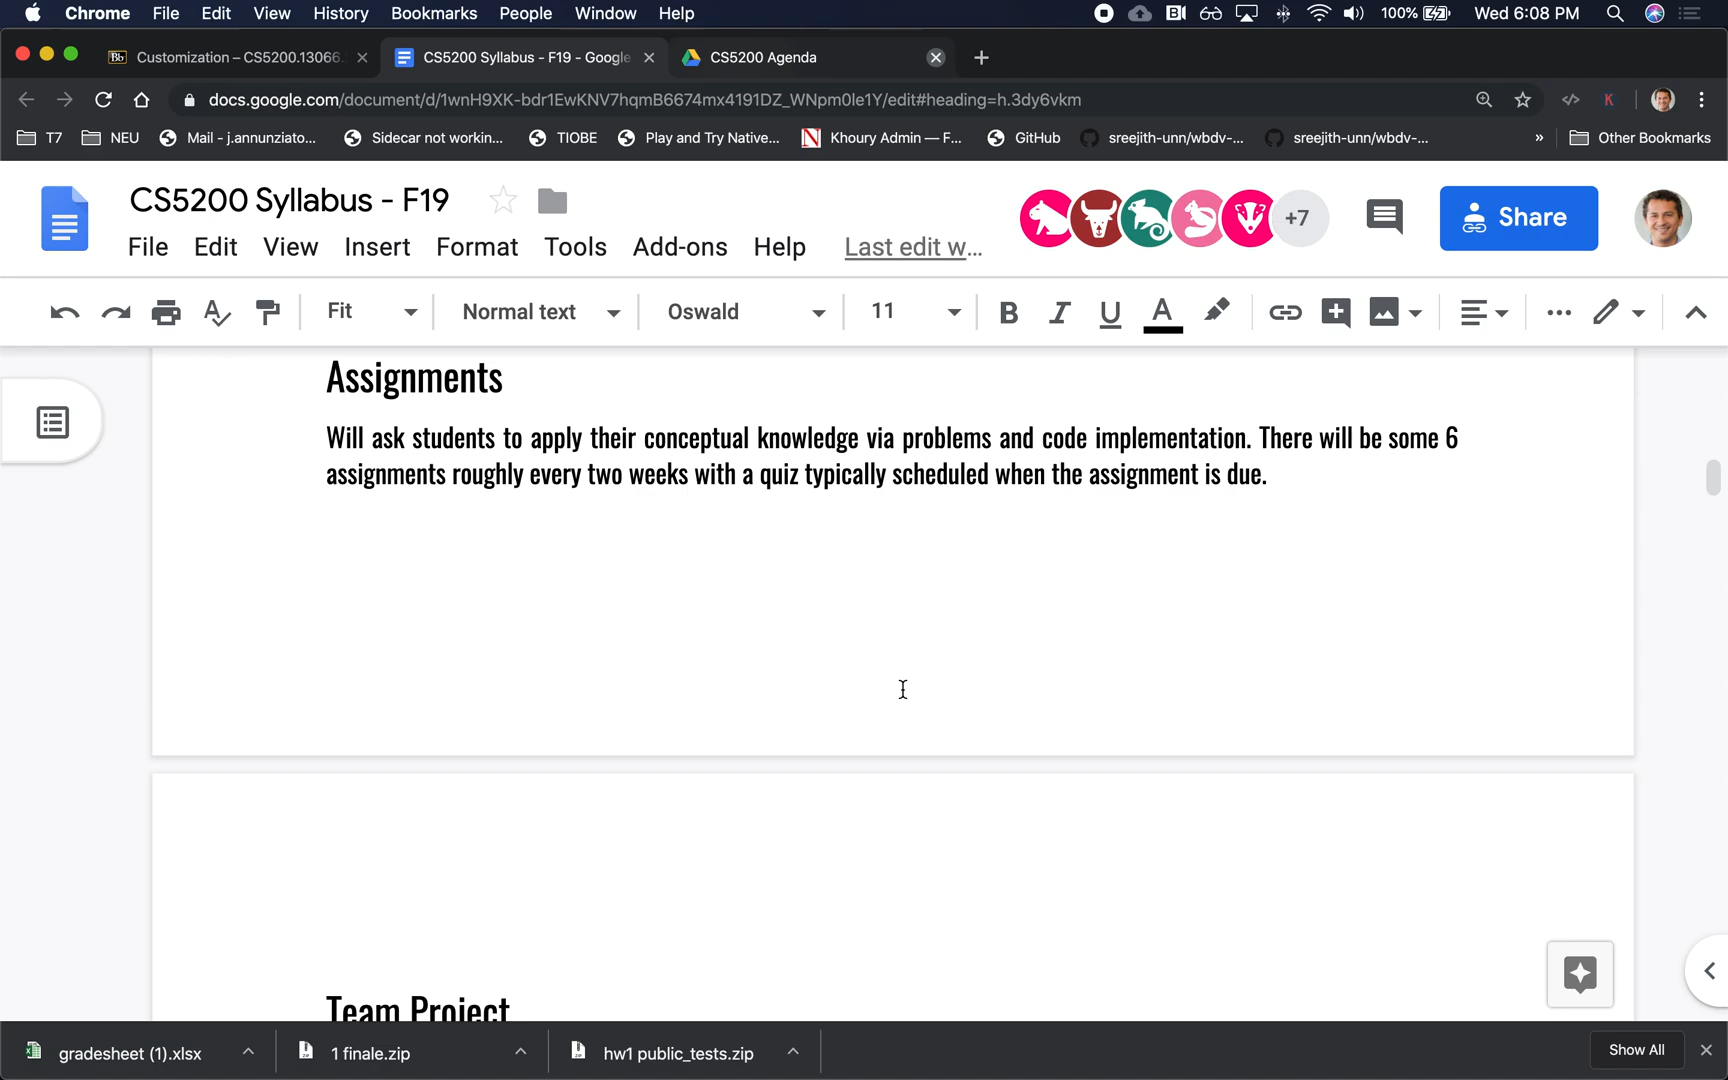 Chrome File Edit View History Bookmarks People Window Help 100% Wed 6:08 PM
Bb Customization – CS5200.13066. CS5200 Syllabus - F19 - Google CS5200 Agenda
docs.google.com/document/d/1wnH9XK-bdr1EwKNV7hqmB6674mx4191DZ_WNpm0le1Y/edit#heading=h.3dy6vkm
T7 NEU Mail - j.annunziato... Sidecar not workin... TIOBE Play and Try Native... Khoury Admin — F... GitHub sreejith-unn/wbdv-... sreejith-unn/wbdv-... » Other Bookmarks
CS5200 Syllabus - F19
+7
Share
File Edit View Insert Format Tools Add-ons Help Last edit w...
Fit Normal text Oswald 11 B I U A
Assignments
Will ask students to apply their conceptual knowledge via problems and code implementation. There will be some 6
assignments roughly every two weeks with a quiz typically scheduled when the assignment is due.
Team Project
gradesheet (1).xlsx 1 finale.zip hw1 public_tests.zip Show All